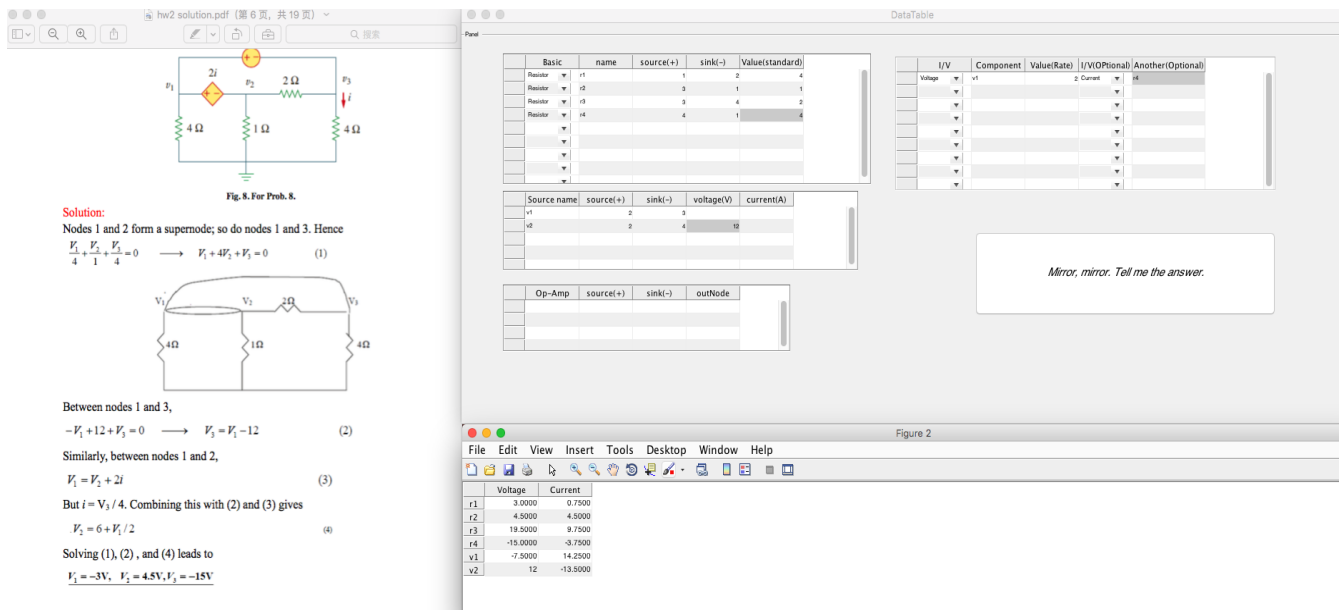 hw2 solution.pdf（第 6 页，共 19 页）
搜索
+ -
2i
2 Ω
v1
v2
v3
+ -
i
4 Ω
1 Ω
4 Ω
Fig. 8. For Prob. 8.
Solution:
Nodes 1 and 2 form a supernode; so do nodes 1 and 3. Hence
V1/4 + V2/1 + V3/4 = 0 ⟶ V1 + 4V2 + V3 = 0 (1)
V1 V2 2Ω V3
4Ω 1Ω 4Ω
Between nodes 1 and 3,
−V1 + 12 + V3 = 0 ⟶ V3 = V1 − 12 (2)
Similarly, between nodes 1 and 2,
V1 = V2 + 2i (3)
But i = V3 / 4. Combining this with (2) and (3) gives
V2 = 6 + V1 / 2 (4)
Solving (1), (2) , and (4) leads to
V1 = −3V, V2 = 4.5V, V3 = −15V
DataTable
Panel
Basic name source(+) sink(-) Value(standard)
Resistor r1 1 2 4
Resistor r2 3 1 1
Resistor r3 3 4 2
Resistor r4 4 1 4
Source name source(+) sink(-) voltage(V) current(A)
v1 2 3
v2 2 4 12
Op-Amp source(+) sink(-) outNode
I/V Component Value(Rate) I/V(OPtional) Another(Optional)
Voltage v1 2 Current r4
Mirror, mirror. Tell me the answer.
Figure 2
File Edit View Insert Tools Desktop Window Help
Voltage Current
r1 3.0000 0.7500
r2 4.5000 4.5000
r3 19.5000 9.7500
r4 -15.0000 -3.7500
v1 -7.5000 14.2500
v2 12 -13.5000